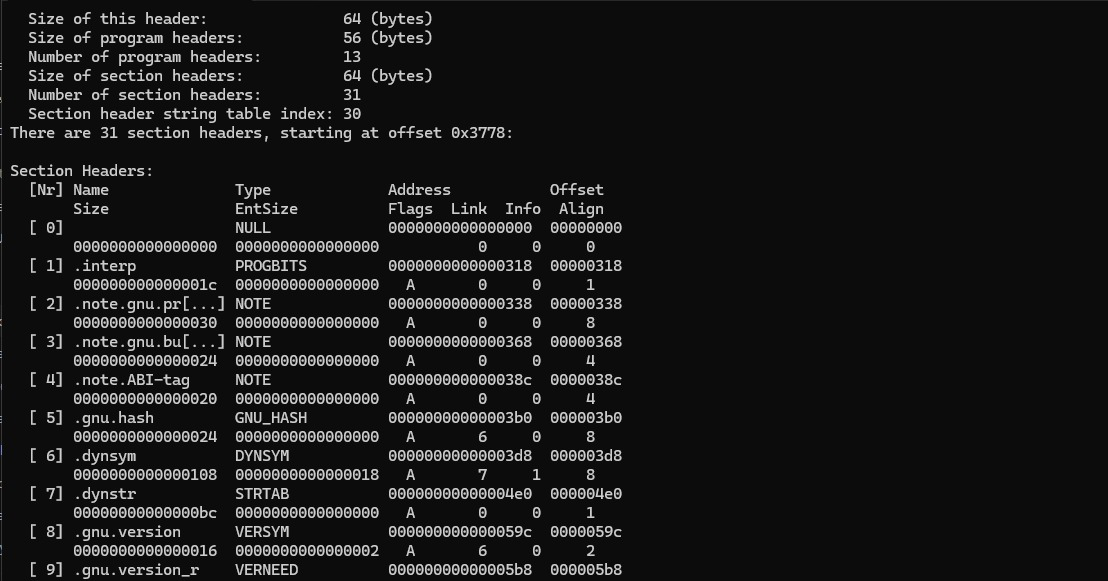 Size of this header:               64 (bytes)
  Size of program headers:           56 (bytes)
  Number of program headers:         13
  Size of section headers:           64 (bytes)
  Number of section headers:         31
  Section header string table index: 30
There are 31 section headers, starting at offset 0x3778:

Section Headers:
  [Nr] Name              Type             Address           Offset
       Size              EntSize          Flags  Link  Info  Align
  [ 0]                   NULL             0000000000000000  00000000
       0000000000000000  0000000000000000           0     0     0
  [ 1] .interp           PROGBITS         0000000000000318  00000318
       000000000000001c  0000000000000000   A       0     0     1
  [ 2] .note.gnu.pr[...] NOTE             0000000000000338  00000338
       0000000000000030  0000000000000000   A       0     0     8
  [ 3] .note.gnu.bu[...] NOTE             0000000000000368  00000368
       0000000000000024  0000000000000000   A       0     0     4
  [ 4] .note.ABI-tag     NOTE             000000000000038c  0000038c
       0000000000000020  0000000000000000   A       0     0     4
  [ 5] .gnu.hash         GNU_HASH         00000000000003b0  000003b0
       0000000000000024  0000000000000000   A       6     0     8
  [ 6] .dynsym           DYNSYM           00000000000003d8  000003d8
       0000000000000108  0000000000000018   A       7     1     8
  [ 7] .dynstr           STRTAB           00000000000004e0  000004e0
       00000000000000bc  0000000000000000   A       0     0     1
  [ 8] .gnu.version      VERSYM           000000000000059c  0000059c
       0000000000000016  0000000000000002   A       6     0     2
  [ 9] .gnu.version_r    VERNEED          00000000000005b8  000005b8